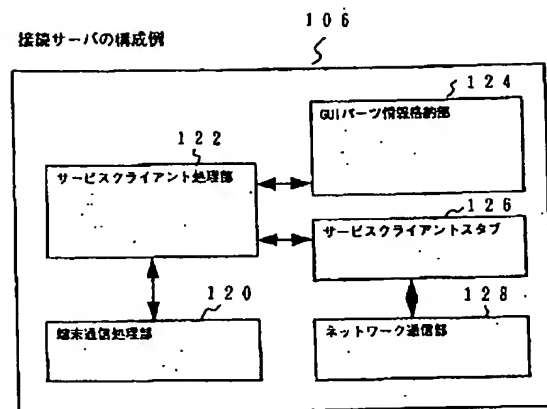 接続サーバの構成例
106
124
GUIパーツ情報格納部
122
サービスクライアント処理部
126
サービスクライアントスタブ
120
端末通信処理部
128
ネットワーク通信部